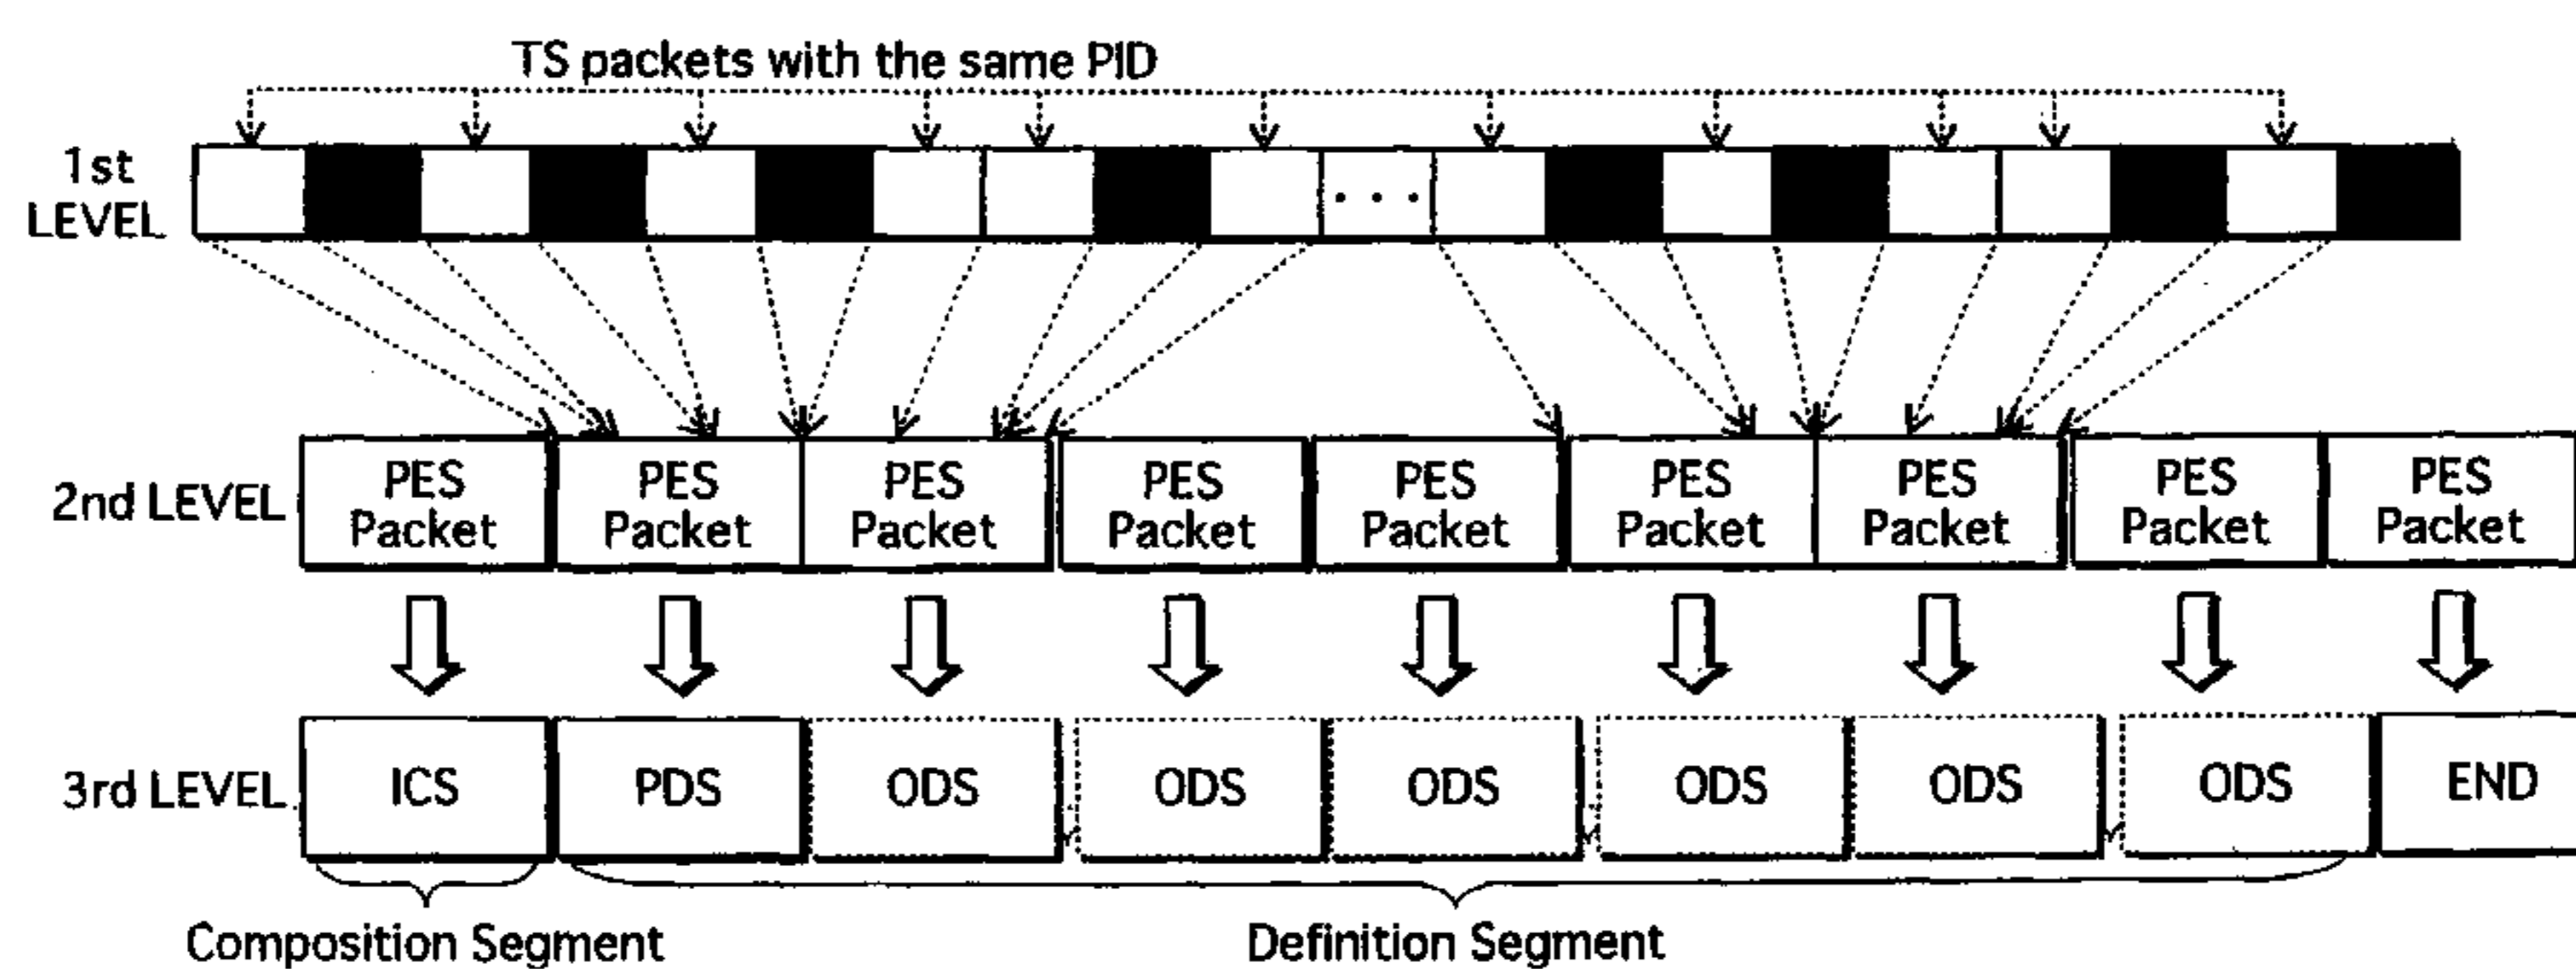 TS packets with the same PID
1st
LEVEL
. . .
2nd LEVEL
PES
Packet
PES
Packet
PES
Packet
PES
Packet
PES
Packet
PES
Packet
PES
Packet
PES
Packet
PES
Packet
3rd LEVEL
ICS
PDS
ODS
ODS
ODS
ODS
ODS
ODS
END
Composition Segment
Definition Segment